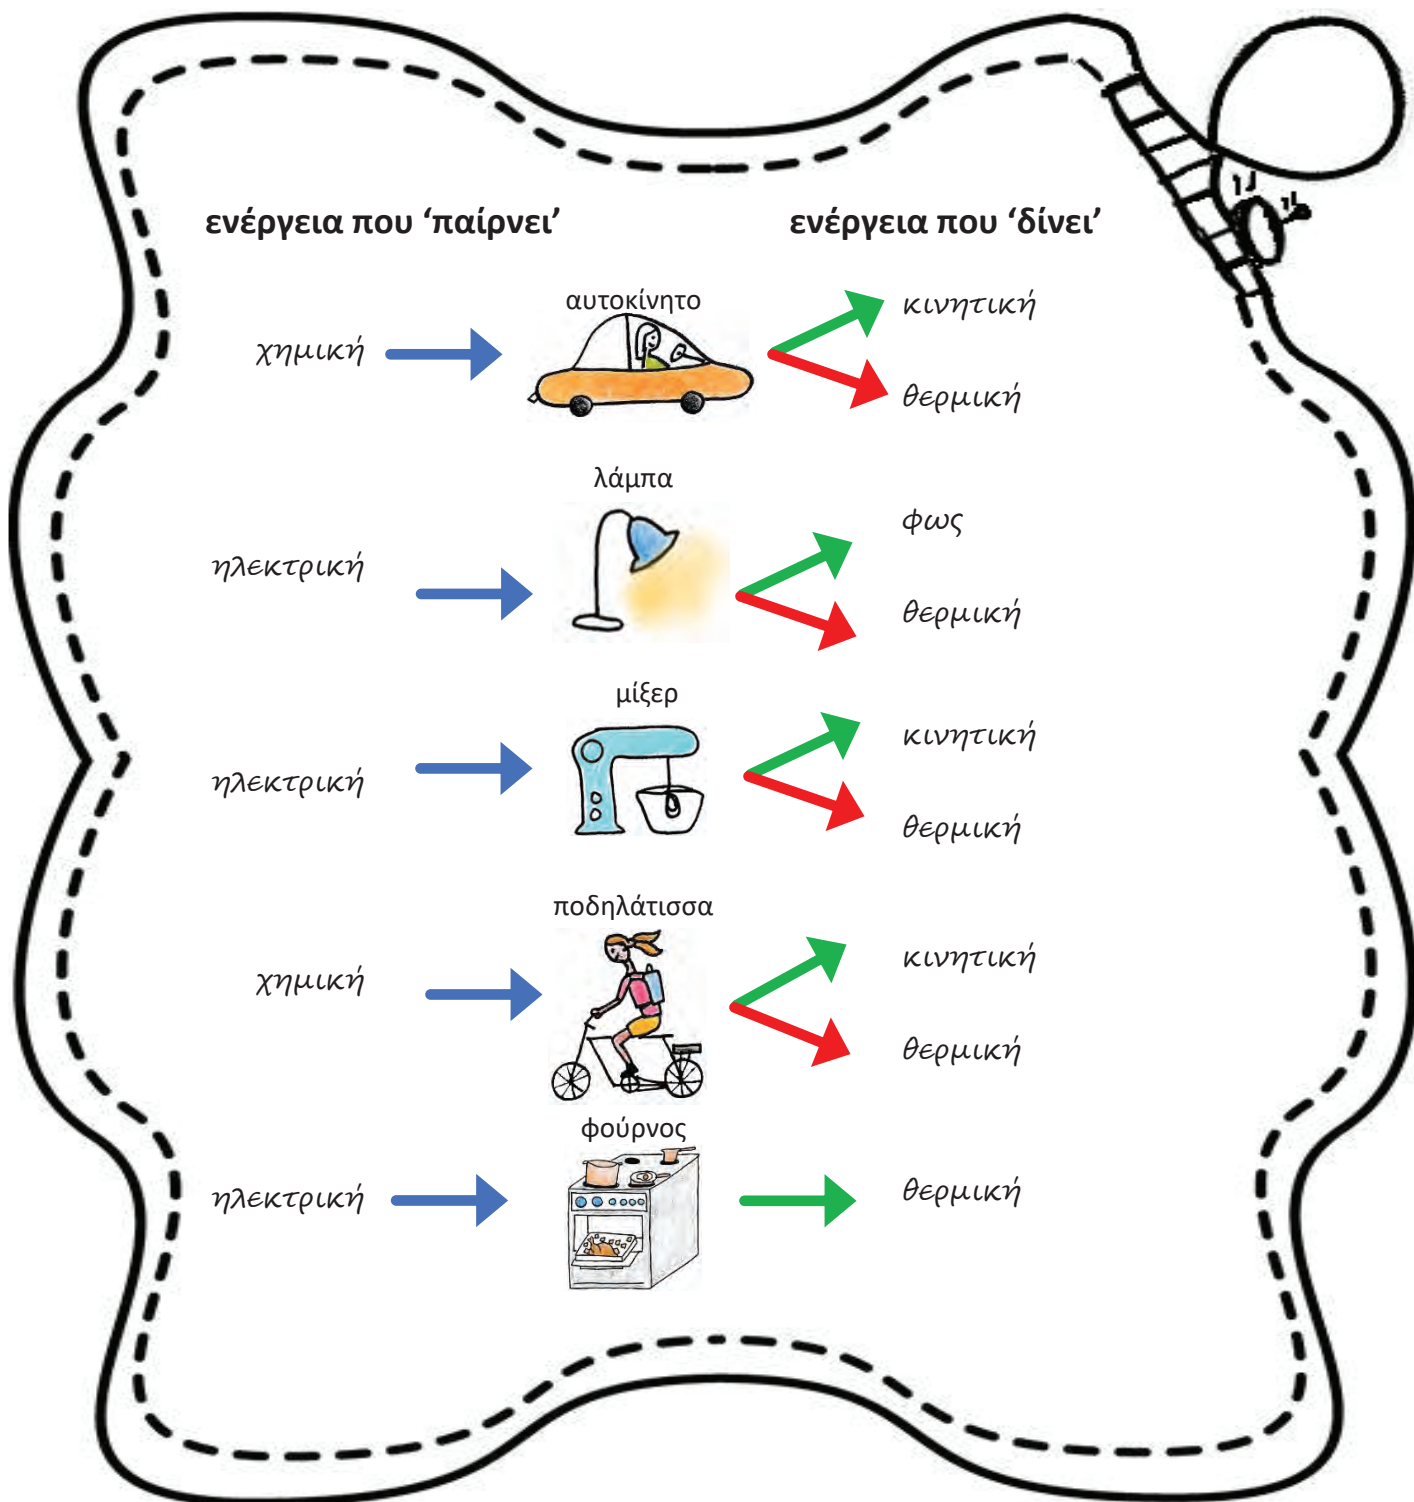 ενέργεια που ‘παίρνει’ ενέργεια που ‘δίνει’
αυτοκίνητο
χημική
κινητική
θερμική
λάμπα
ηλεκτρική
φως
θερμική
μίξερ
ηλεκτρική
κινητική
θερμική
ποδηλάτισσα
χημική
κινητική
θερμική
φούρνος
ηλεκτρική
θερμική